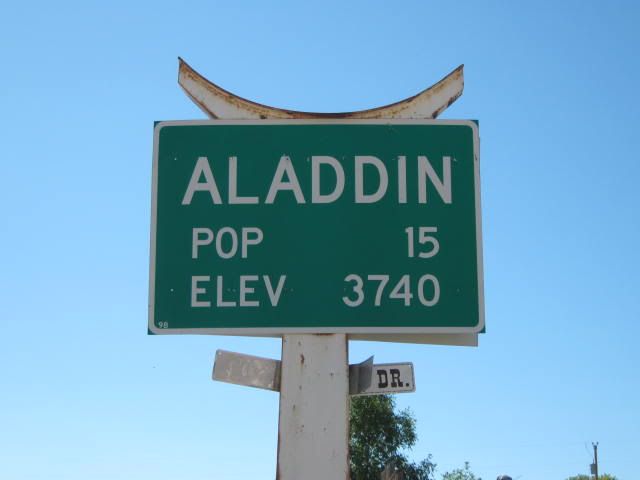 ALADDIN
POP 15
ELEV 3740
98
DR.